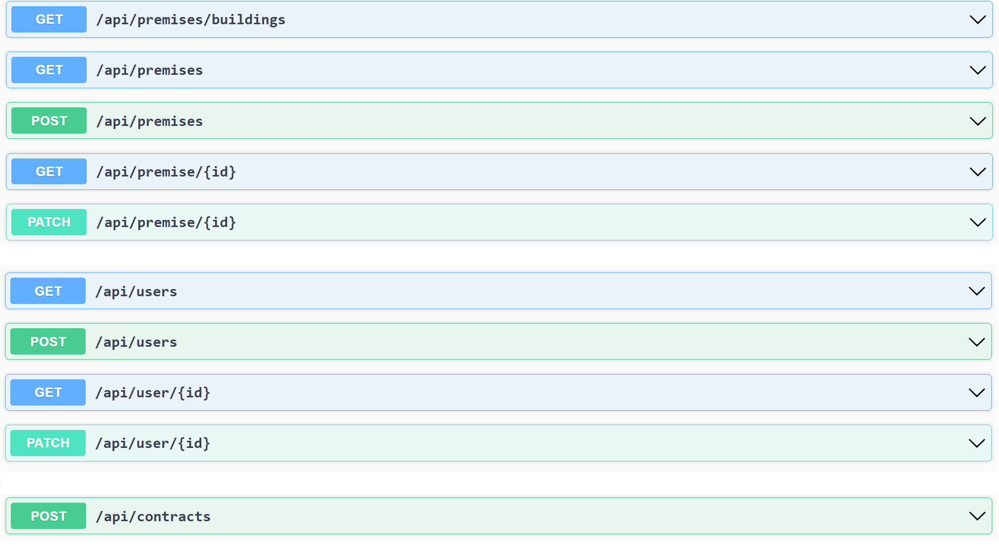 GET /api/premises/buildings
GET /api/premises
POST /api/premises
GET /api/premise/{id}
PATCH /api/premise/{id}
GET /api/users
POST /api/users
GET /api/user/{id}
PATCH /api/user/{id}
POST /api/contracts